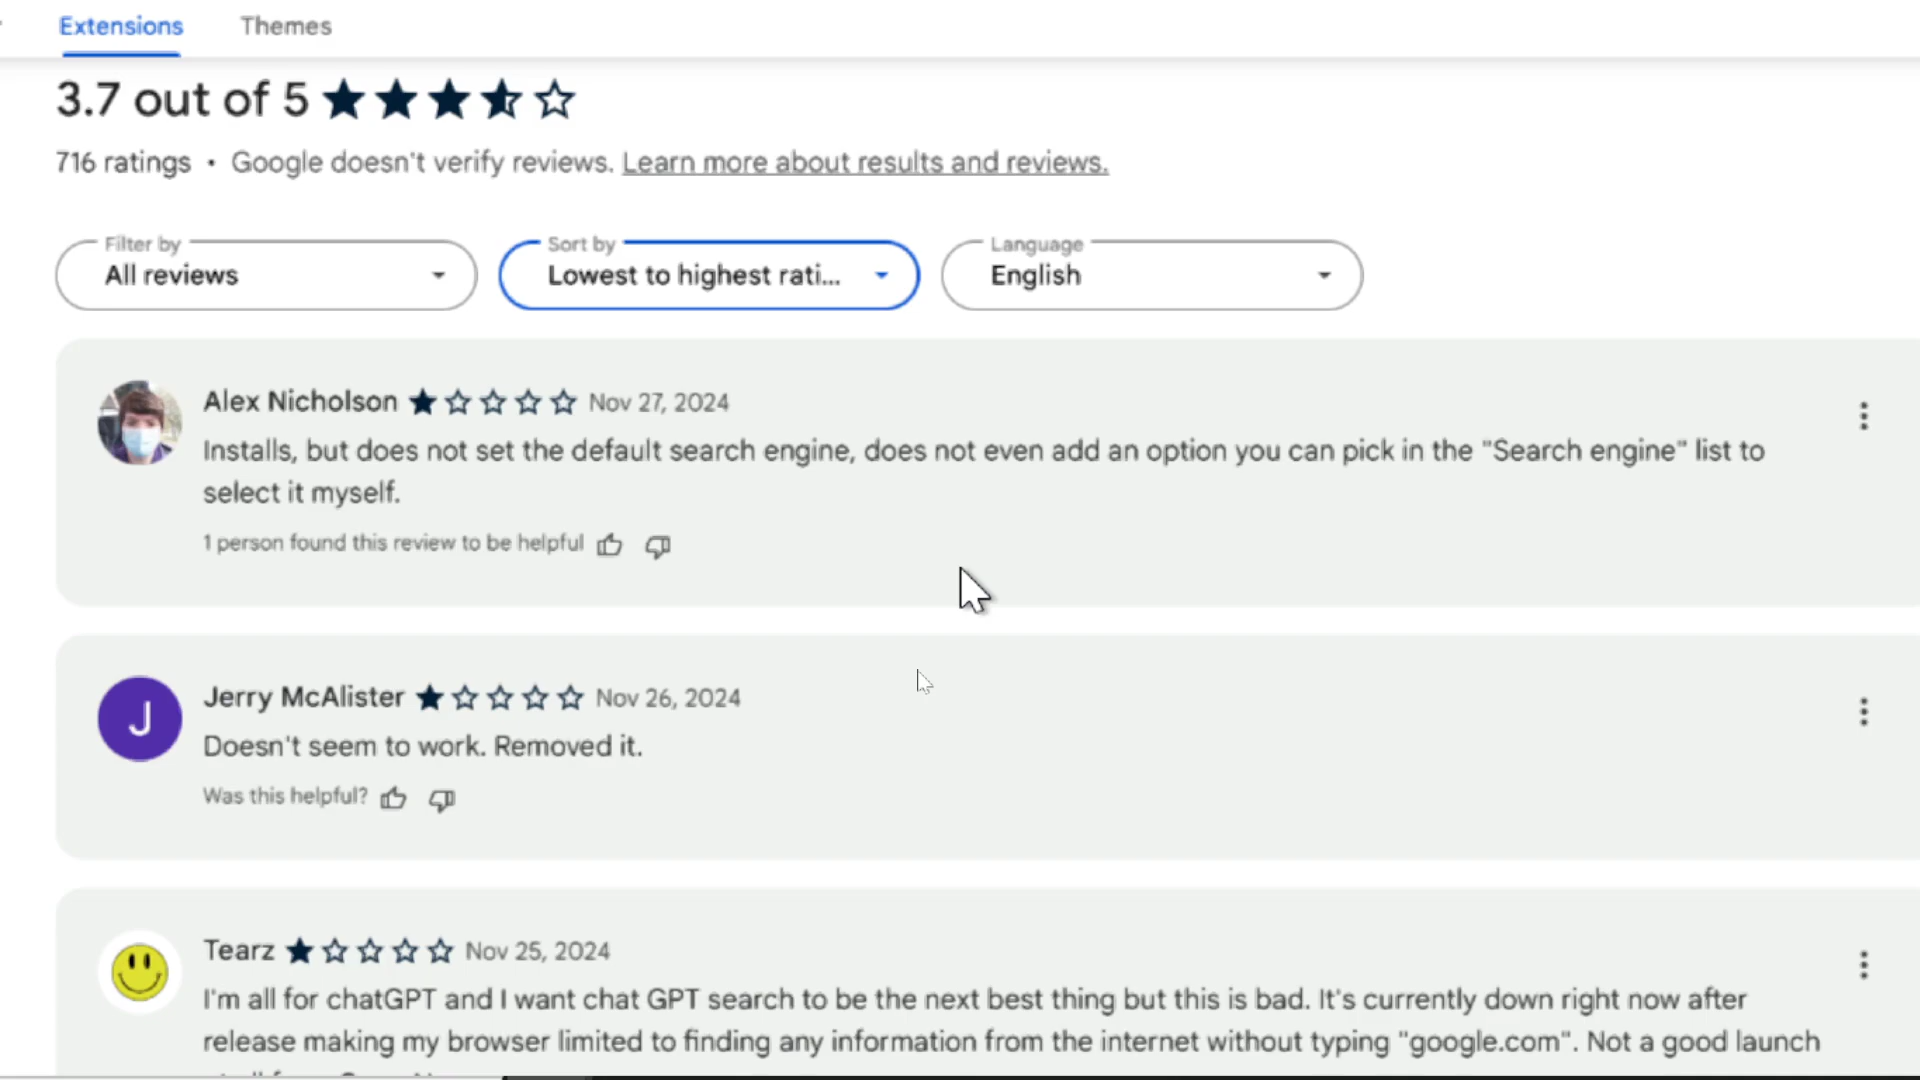 Extensions Themes
3.7 out of 5
716 ratings • Google doesn't verify reviews. Learn more about results and reviews.
Filter by Sort by Language
All reviews Lowest to highest rati... English
Alex Nicholson Nov 27, 2024
Installs, but does not set the default search engine, does not even add an option you can pick in the "Search engine" list to
select it myself.
1 person found this review to be helpful
J
Jerry McAlister Nov 26, 2024
Doesn't seem to work. Removed it.
Was this helpful?
Tearz Nov 25, 2024
I'm all for chatGPT and I want chat GPT search to be the next best thing but this is bad. It's currently down right now after
release making my browser limited to finding any information from the internet without typing "google.com". Not a good launch